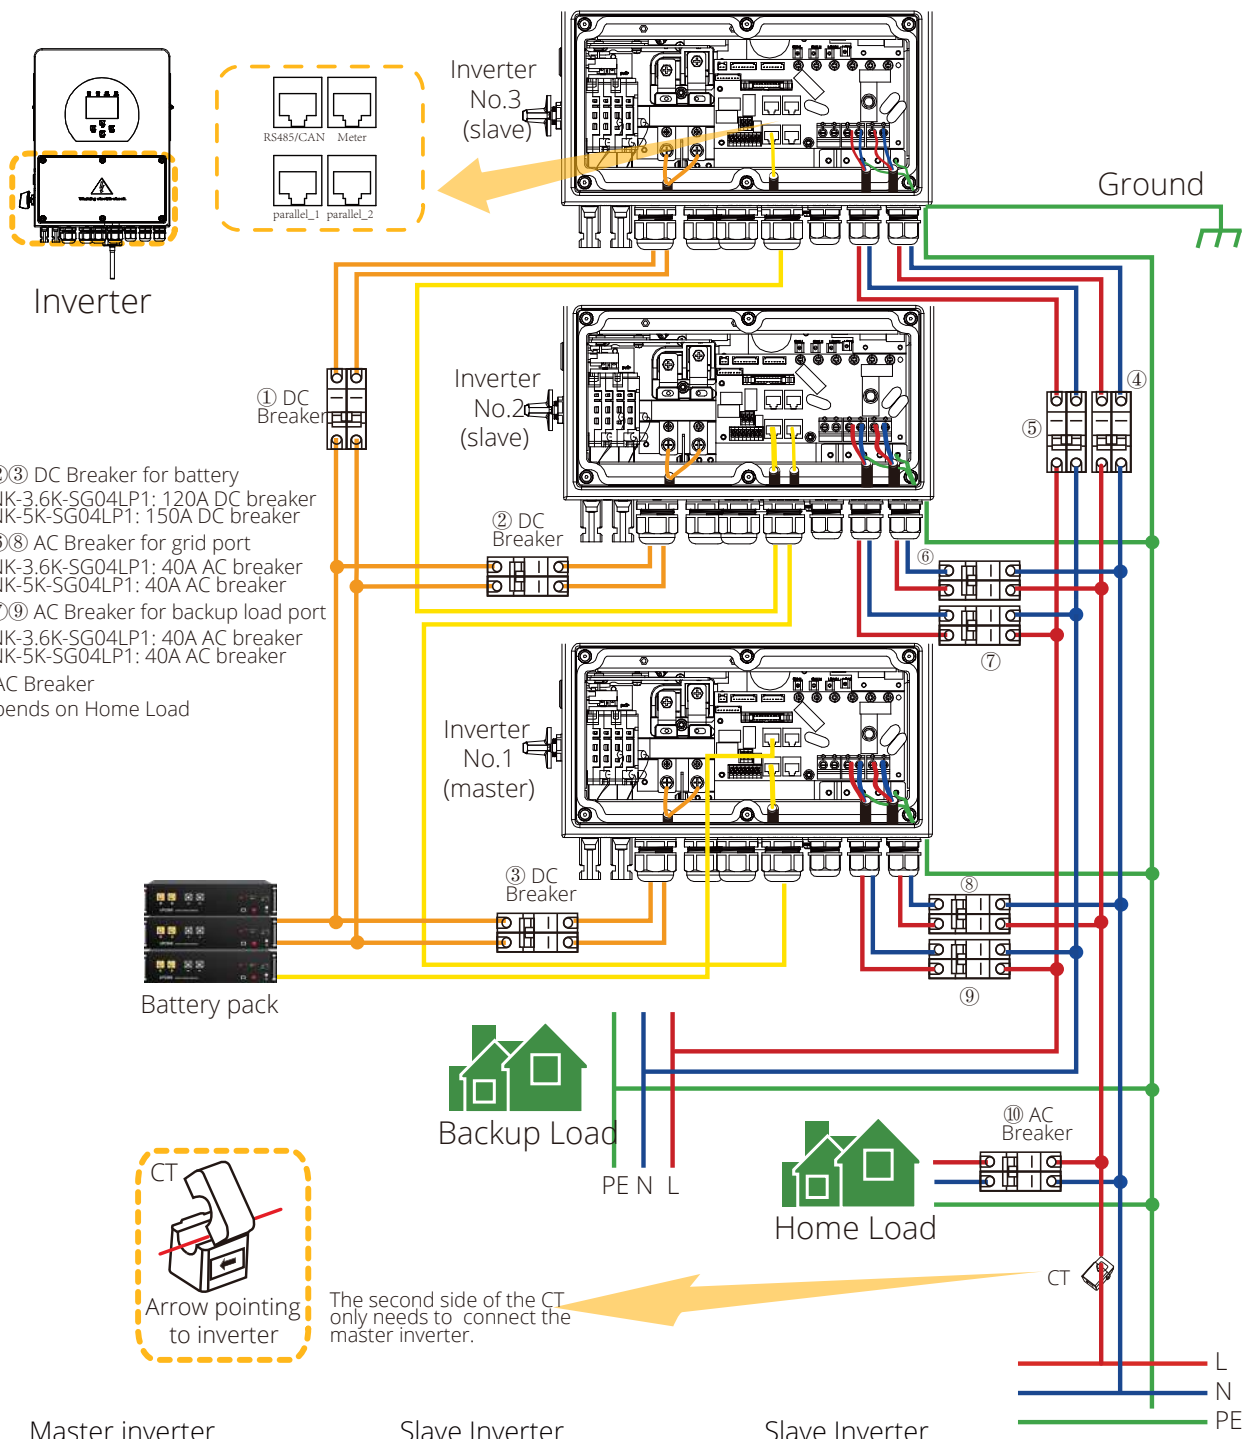 Inverter
No.3
(slave)
RS485/CAN Meter
parallel_1 parallel_2
Ground
Inverter
① DC
Breaker
Inverter
No.2
(slave)
④
⑤
②③ DC Breaker for battery
NK-3.6K-SG04LP1: 120A DC breaker
NK-5K-SG04LP1: 150A DC breaker
⑥⑧ AC Breaker for grid port
NK-3.6K-SG04LP1: 40A AC breaker
NK-5K-SG04LP1: 40A AC breaker
⑦⑨ AC Breaker for backup load port
NK-3.6K-SG04LP1: 40A AC breaker
NK-5K-SG04LP1: 40A AC breaker
AC Breaker
pends on Home Load
② DC
Breaker
⑥
⑦
Inverter
No.1
(master)
③ DC
Breaker
⑧
⑨
Battery pack
Backup Load
PE N L
⑩ AC
Breaker
Home Load
CT
CT
Arrow pointing
to inverter
The second side of the CT
only needs to connect the
master inverter.
L
N
PE
Master inverter
Slave Inverter
Slave Inverter